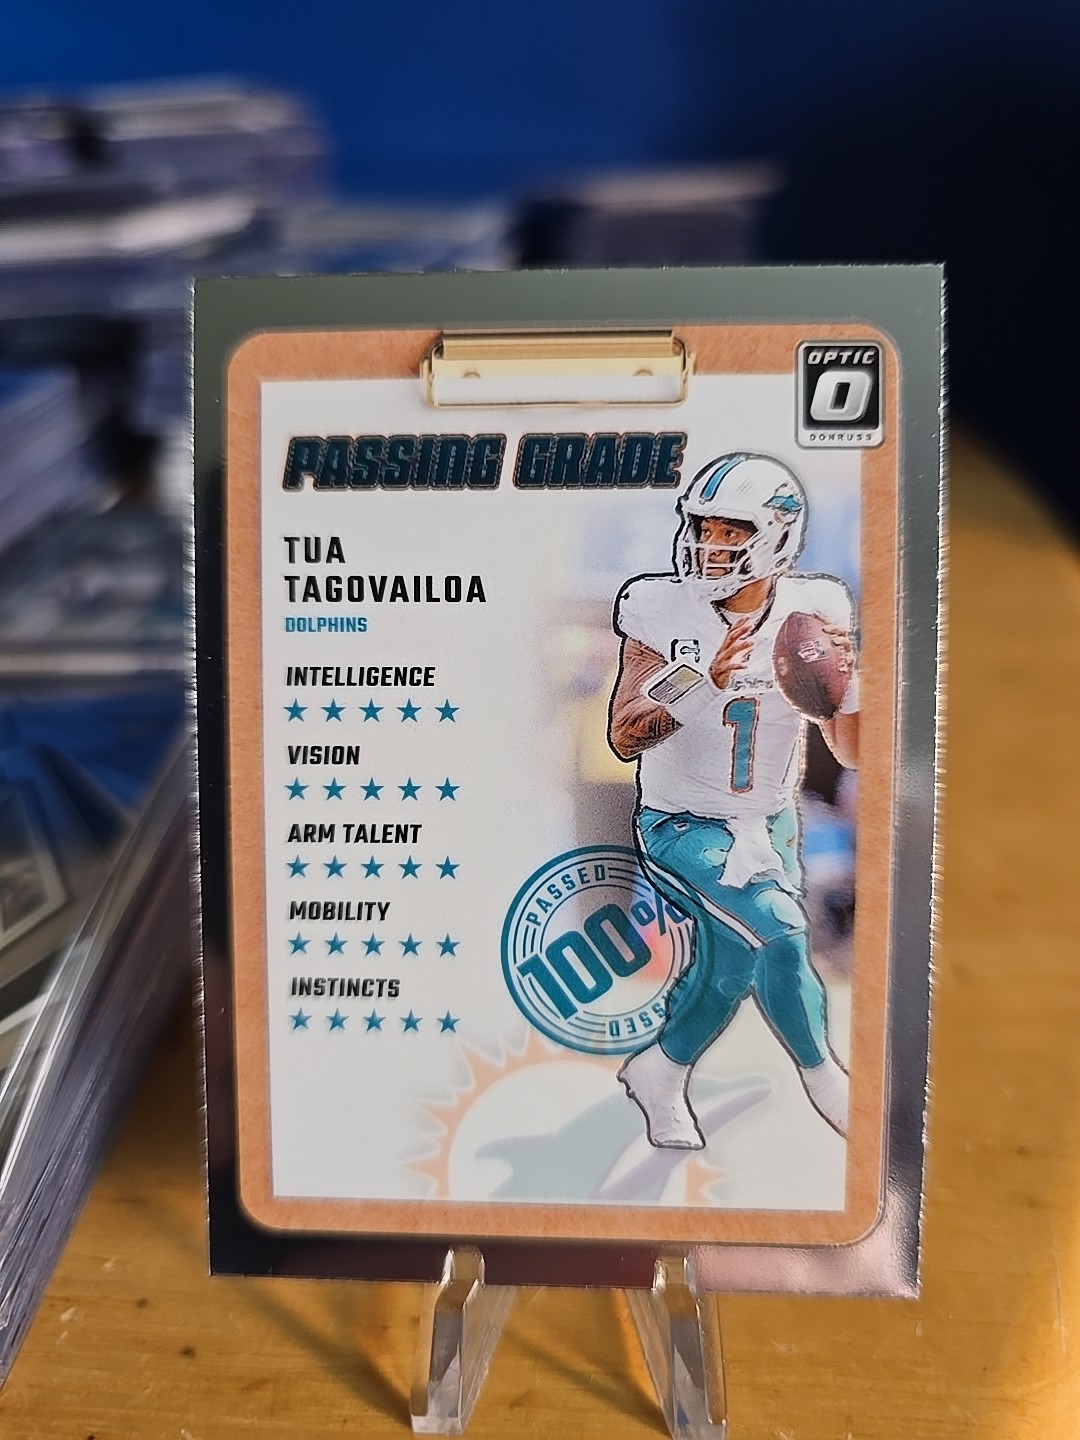 OPTIC
O
DONRUSS
PASSING GRADE
TUA
TAGOVAILOA
DOLPHINS
INTELLIGENCE
VISION
ARM TALENT
MOBILITY
INSTINCTS
PASSED
100%
PASSED
1
C